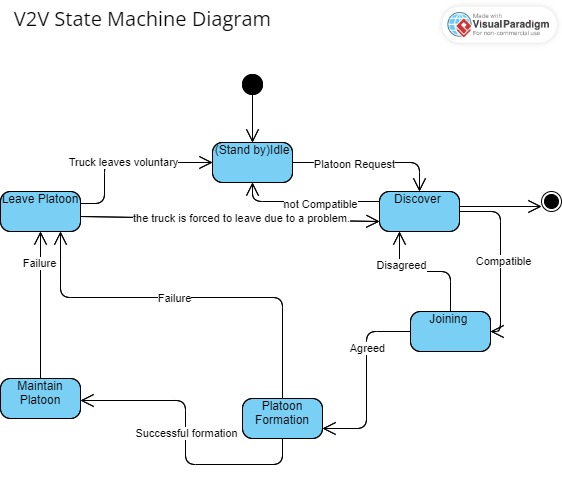 V2V State Machine Diagram
Made with
Visual Paradigm
For non-commercial use
(Stand by)Idle
Truck leaves voluntary
Platoon Request
Leave Platoon
not Compatible
Discover
the truck is forced to leave due to a problem.
Failure
Disagreed
Compatible
Failure
Joining
Agreed
Maintain
Platoon
Platoon
Formation
Successful formation